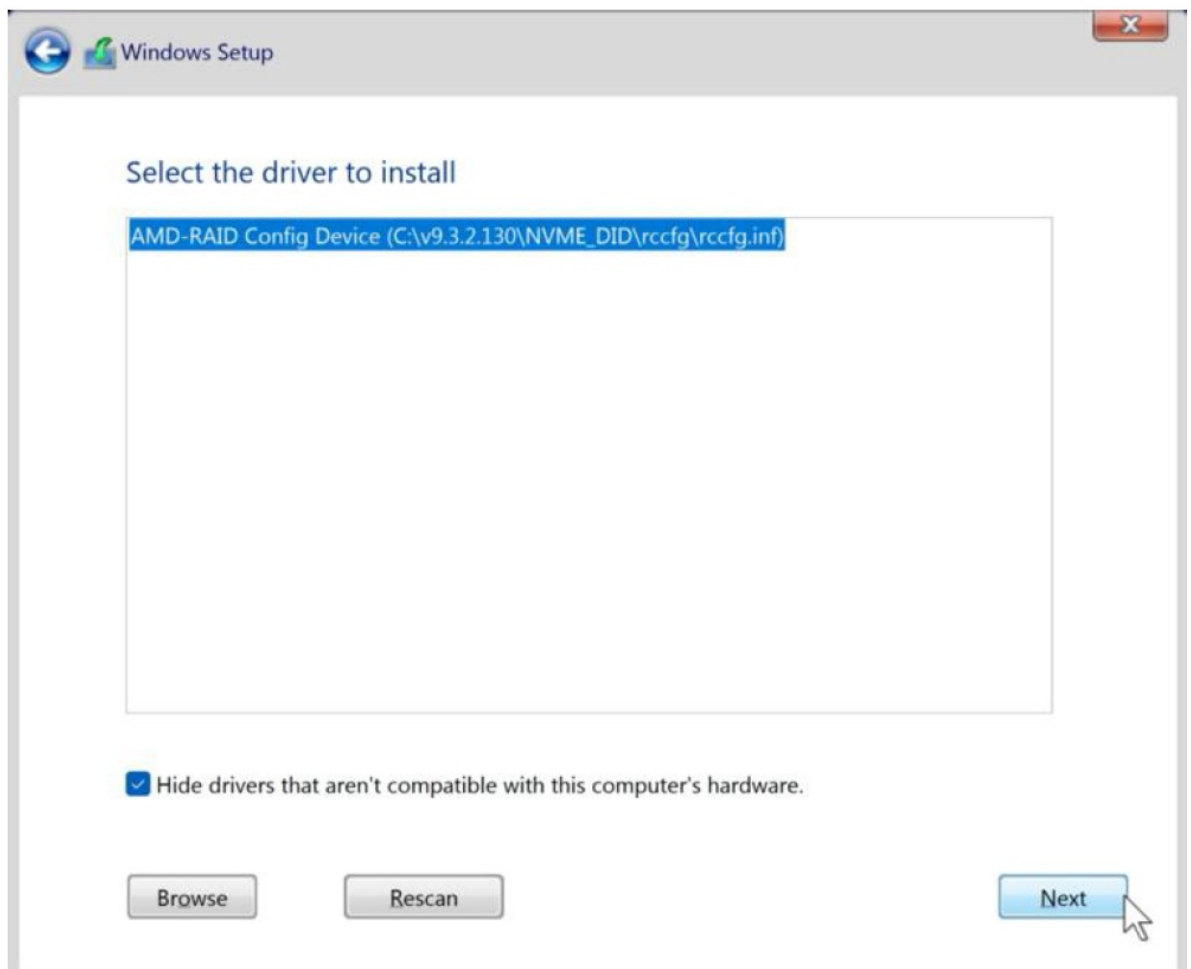 Windows Setup
Select the driver to install
AMD-RAID Config Device (C:\v9.3.2.130\NVME_DID\rccfg\rccfg.inf)
Hide drivers that aren't compatible with this computer's hardware.
Browse
Rescan
Next